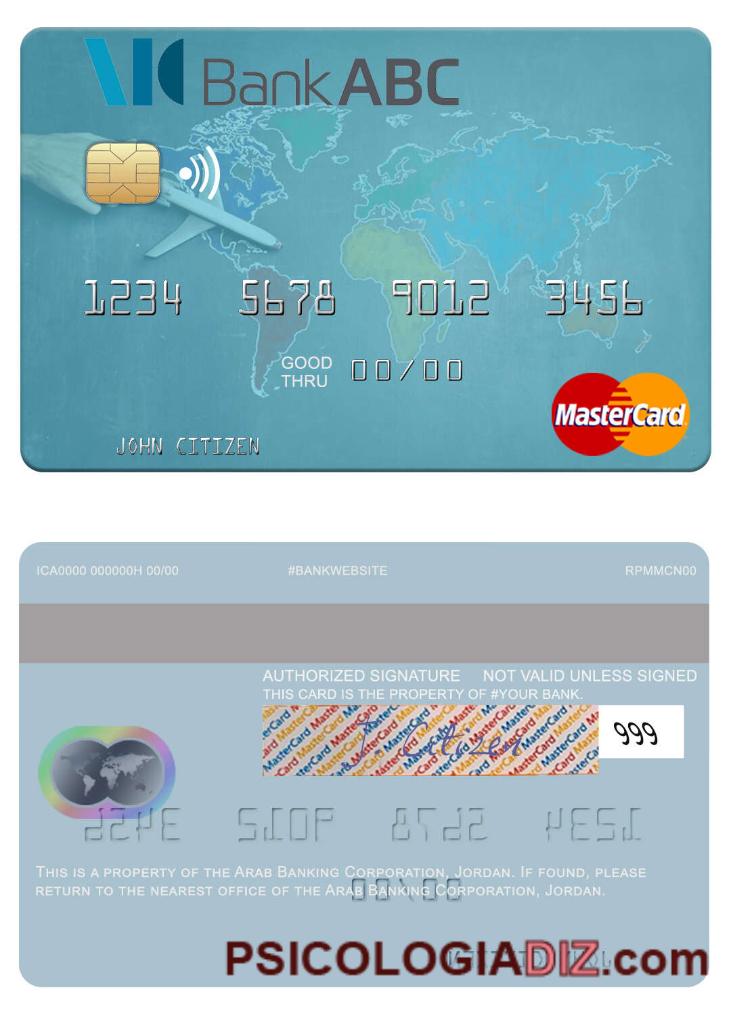 Bank ABC
1234 5678 9012 3456
GOOD THRU 00/00
JOHN CITIZEN
MasterCard
ICA0000 000000H 00/00 #BANKWEBSITE RPMMCN00
AUTHORIZED SIGNATURE NOT VALID UNLESS SIGNED
THIS CARD IS THE PROPERTY OF #YOUR BANK.
J Citizen 999
THIS IS A PROPERTY OF THE ARAB BANKING CORPORATION, JORDAN. IF FOUND, PLEASE
RETURN TO THE NEAREST OFFICE OF THE ARAB BANKING CORPORATION, JORDAN.
PSICOLOGIADIZ.com